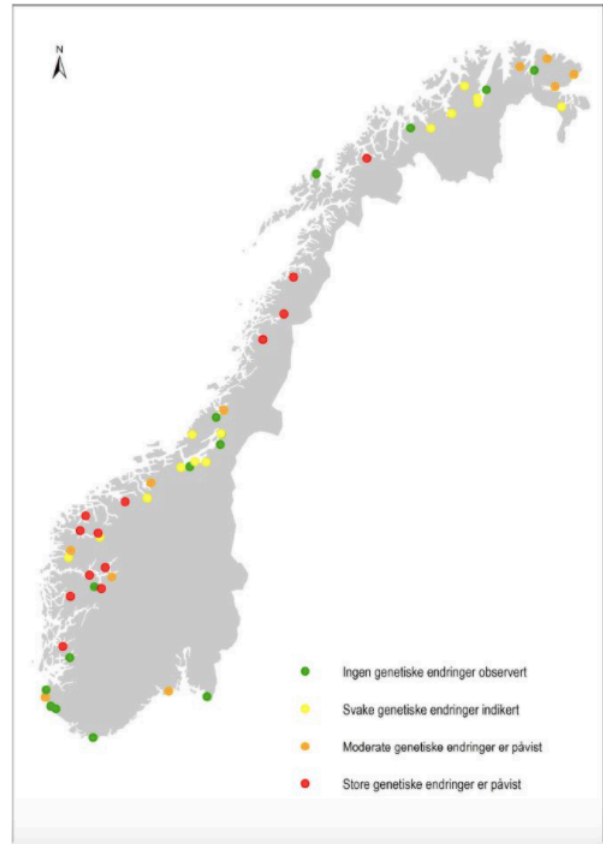 N
Ingen genetiske endringer observert
Svake genetiske endringer indikert
Moderate genetiske endringer er påvist
Store genetiske endringer er påvist